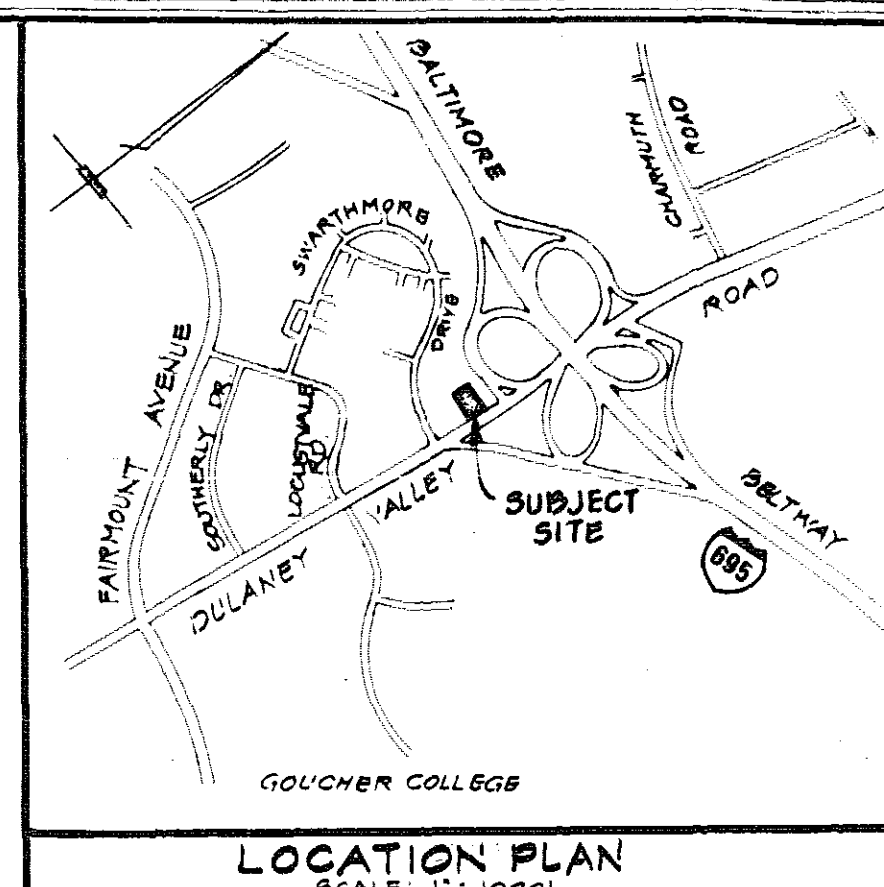 BALTIMORE
CHARMUTH
ROAD
SWARTHMORE
DRIVE
ROAD
FAIRMOUNT AVENUE
SOUTHERLY DR.
LOCUSTVALE
RD.
DULANEY VALLEY
SUBJECT
SITE
BELTWAY
695
GOUCHER COLLEGE
LOCATION PLAN